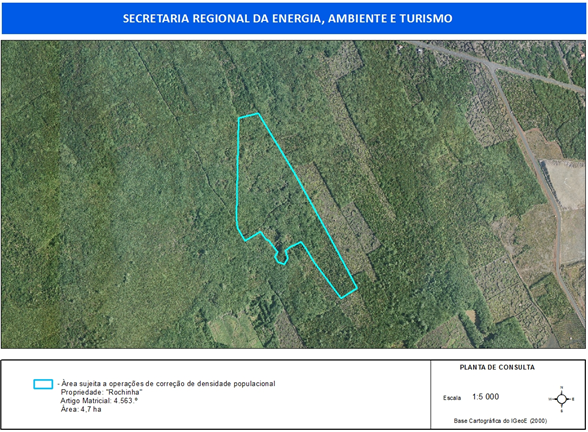 SECRETARIA REGIONAL DA ENERGIA, AMBIENTE E TURISMO
- Área sujeita a operações de correção de densidade populacional
Propriedade: "Rochinha"
Artigo Matricial: 4.563.º
Área: 4,7 ha
PLANTA DE CONSULTA
Escala 1:5 000
N
S
Base Cartográfica do IGeoE (2000)